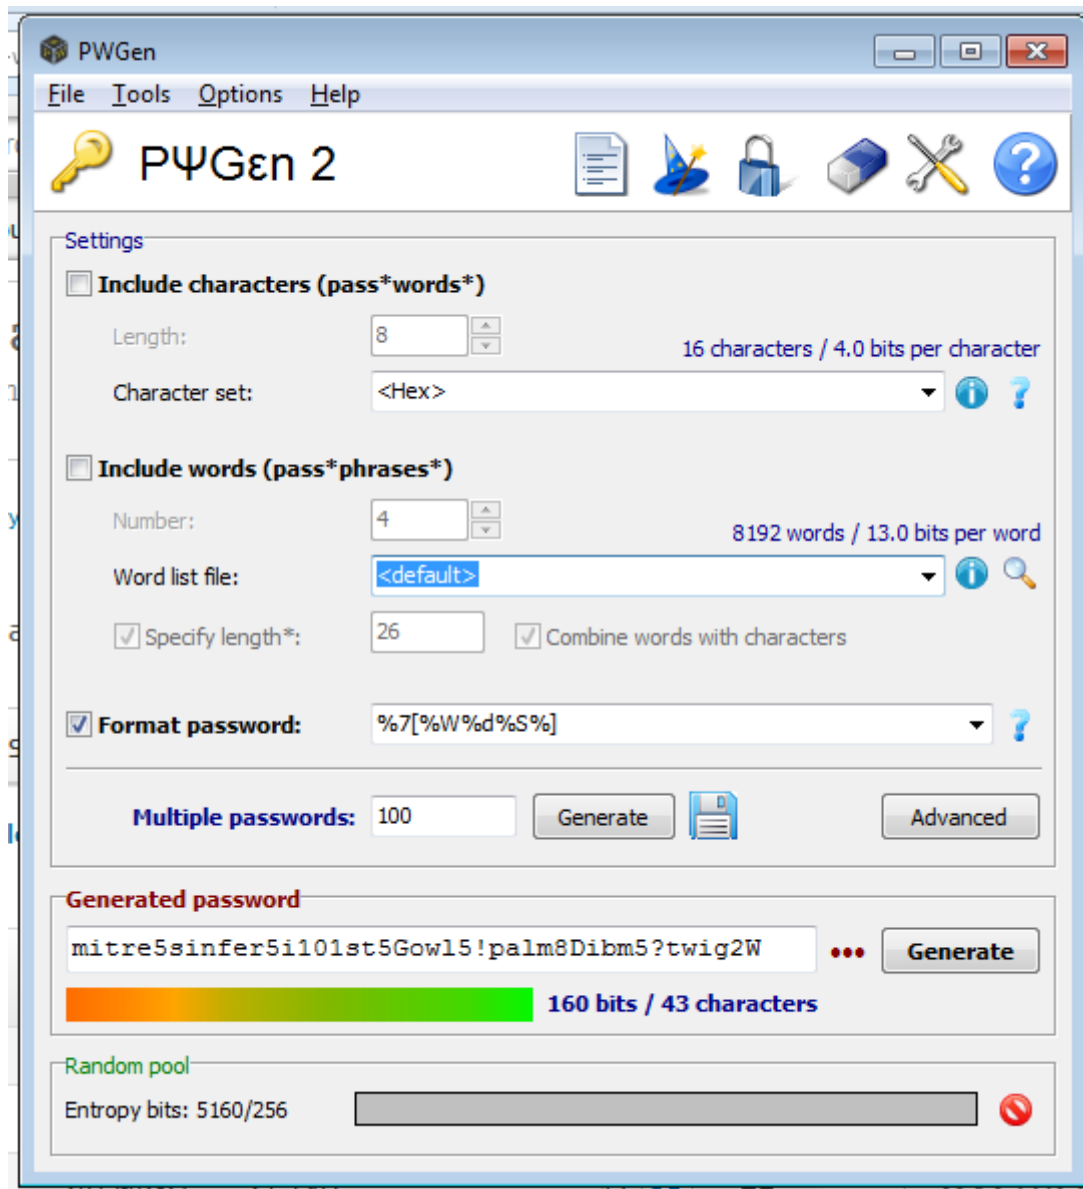 PWGen
File Tools Options Help
PΨGεn 2
Settings
Include characters (pass*words*)
Length: 8
16 characters / 4.0 bits per character
Character set: <Hex>
Include words (pass*phrases*)
Number: 4
8192 words / 13.0 bits per word
Word list file: <default>
Specify length*: 26 Combine words with characters
Format password: %7[%W%d%S%]
Multiple passwords: 100 Generate Advanced
Generated password
mitre5sinfer5i101st5Gowl5!palm8Dibm5?twig2W Generate
160 bits / 43 characters
Random pool
Entropy bits: 5160/256